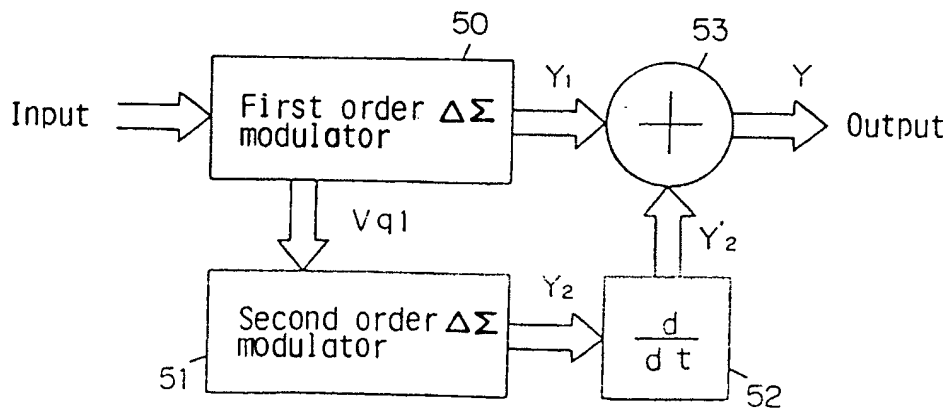 50
53
Input
First order ΔΣ
modulator
Y1
Y
Output
Vq1
Y'2
Second order ΔΣ
modulator
Y2
d
dt
51
52